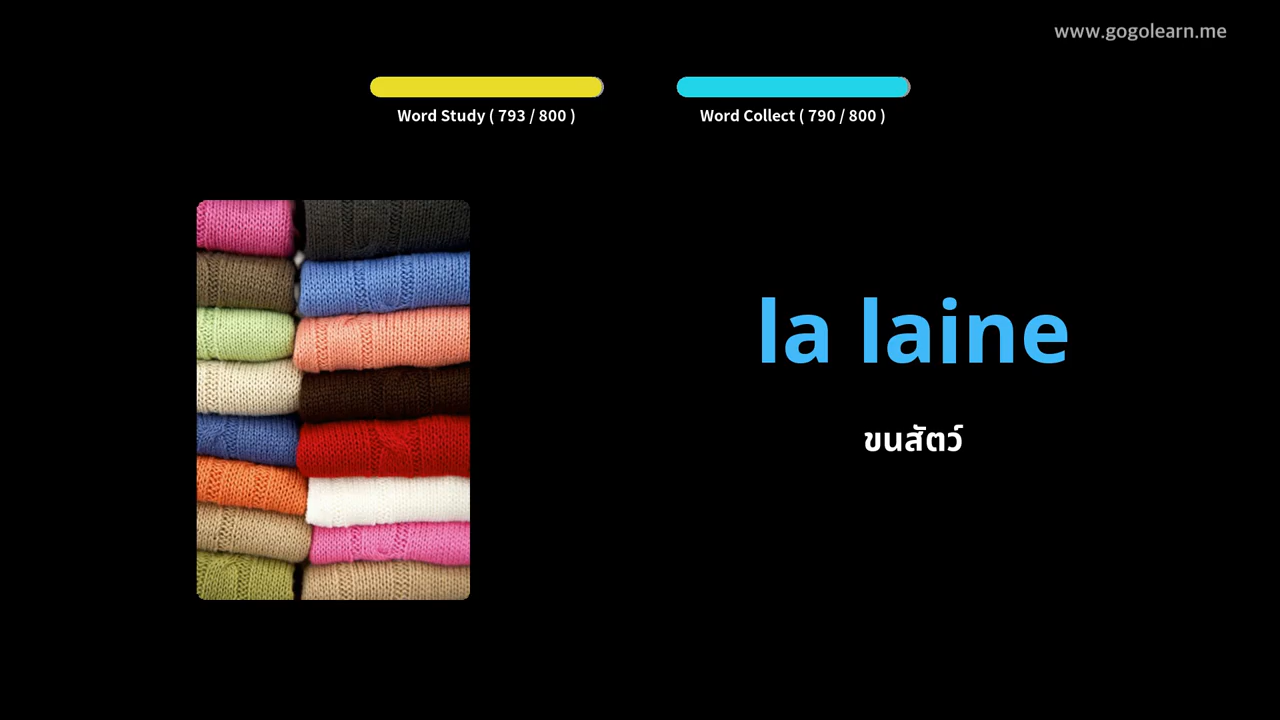 www.gogolearn.me
Word Study ( 793 / 800 )
Word Collect ( 790 / 800 )
la laine
ขนสัตว์